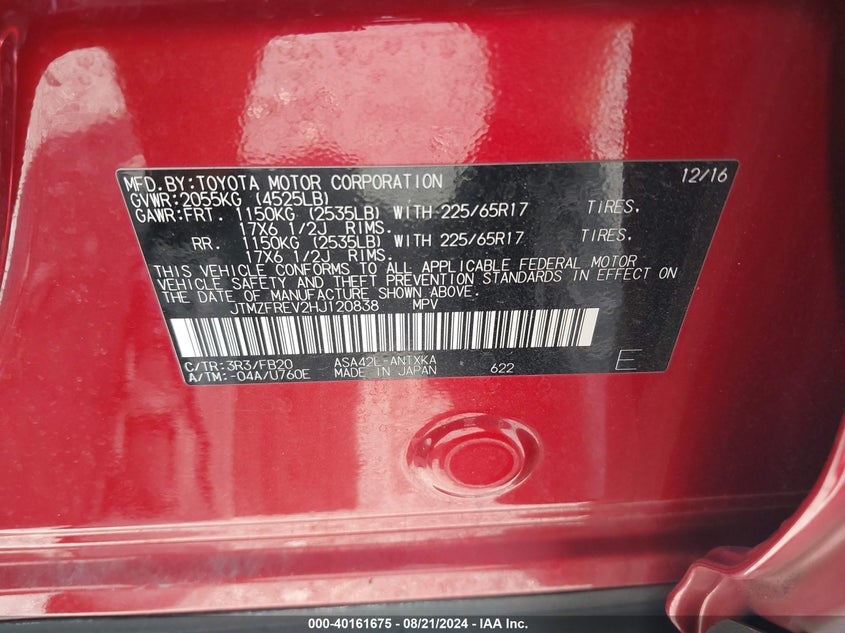 MFD.BY:TOYOTA MOTOR CORPORATION 12/16
GVWR:2055KG (4525LB)
GAWR:FRT. 1150KG (2535LB) WITH 225/65R17 TIRES.
17X6 1/2J RIMS.
RR. 1150KG (2535LB) WITH 225/65R17 TIRES.
17X6 1/2J RIMS.
THIS VEHICLE CONFORMS TO ALL APPLICABLE FEDERAL MOTOR
VEHICLE SAFETY AND THEFT PREVENTION STANDARDS IN EFFECT ON
THE DATE OF MANUFACTURE SHOWN ABOVE.
JTMZFREV2HJ120838 MPV
C/TR:3R3/FB20 ASA42L-ANTXKA
A/TM:-04A/U760E MADE IN JAPAN 622 E
000-40161675 - 08/21/2024 - IAA Inc.